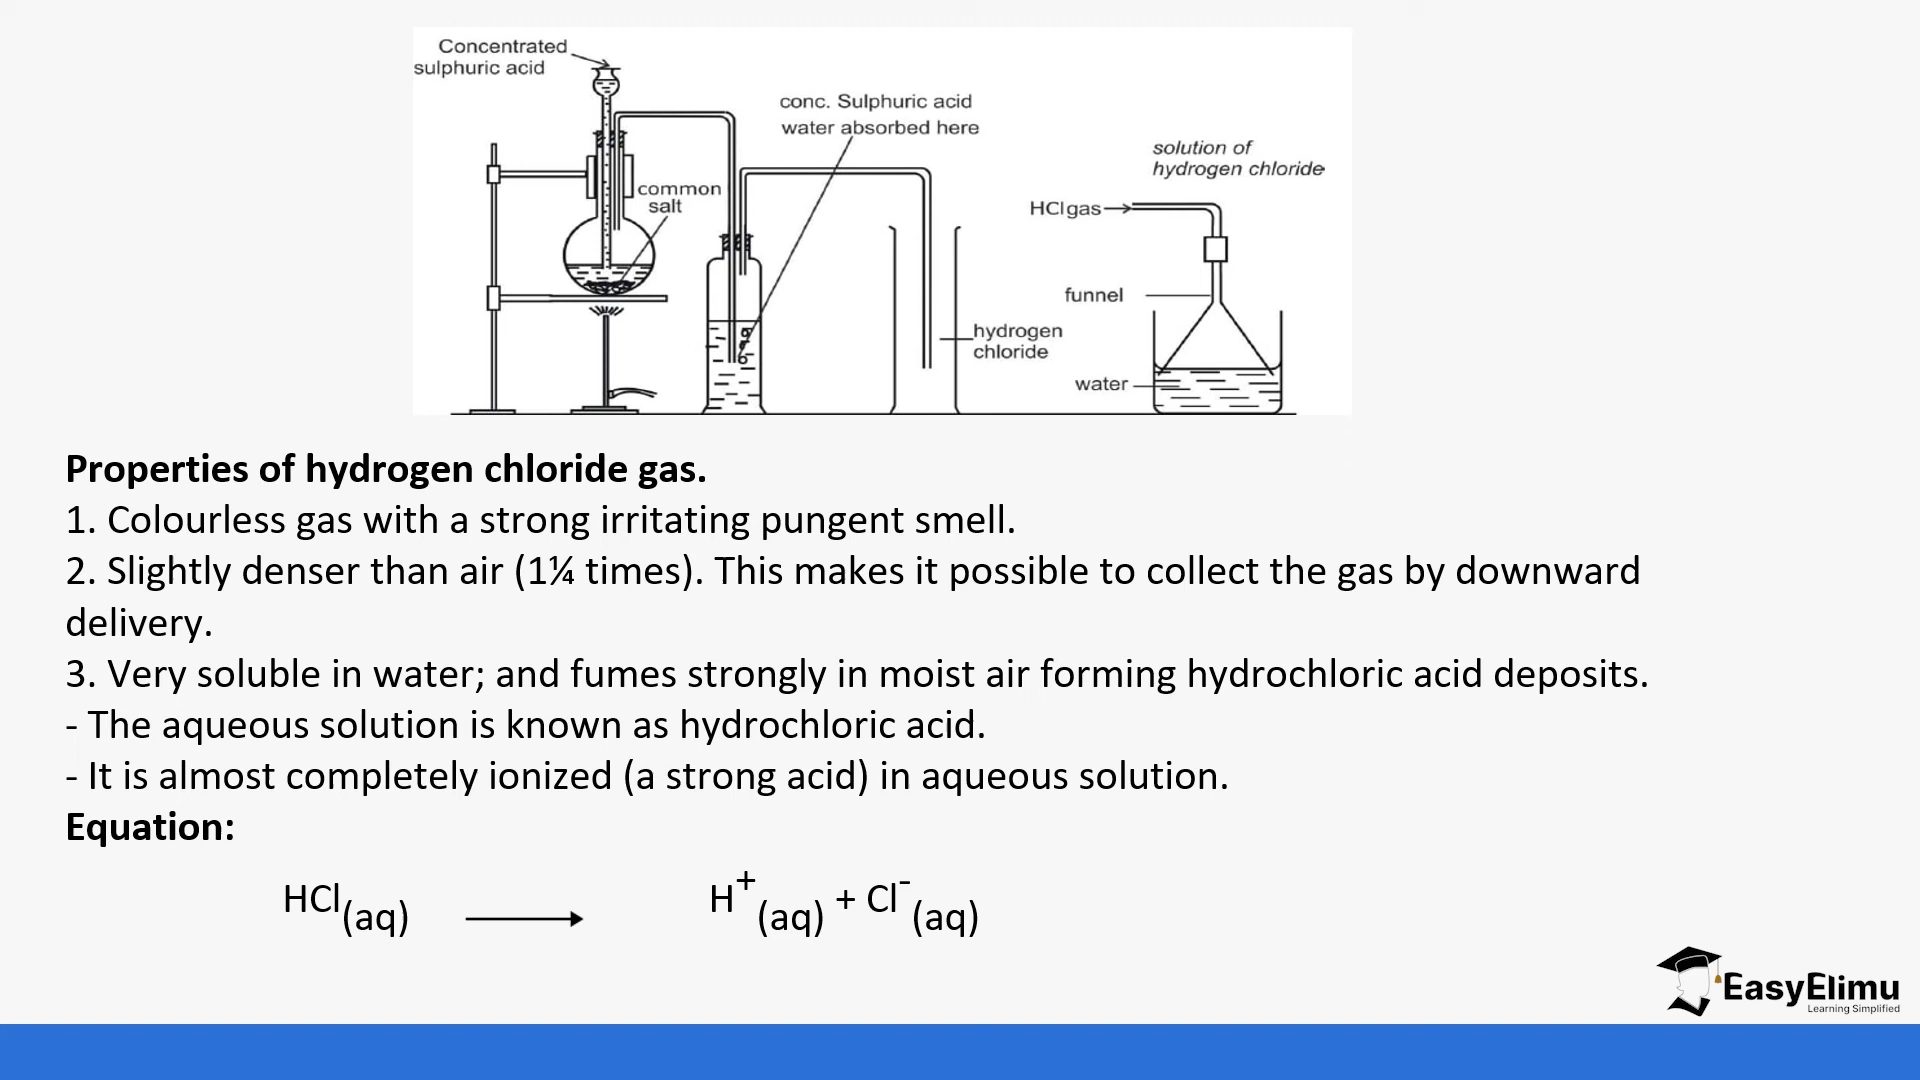 Concentrated
sulphuric acid
conc. Sulphuric acid
water absorbed here
common
salt
hydrogen
chloride
solution of
hydrogen chloride
HCl gas
funnel
water
Properties of hydrogen chloride gas.
1. Colourless gas with a strong irritating pungent smell.
2. Slightly denser than air (1¼ times). This makes it possible to collect the gas by downward
delivery.
3. Very soluble in water; and fumes strongly in moist air forming hydrochloric acid deposits.
- The aqueous solution is known as hydrochloric acid.
- It is almost completely ionized (a strong acid) in aqueous solution.
Equation:
HCl(aq) ⟶ H⁺(aq) + Cl⁻(aq)
EasyElimu
Learning Simplified